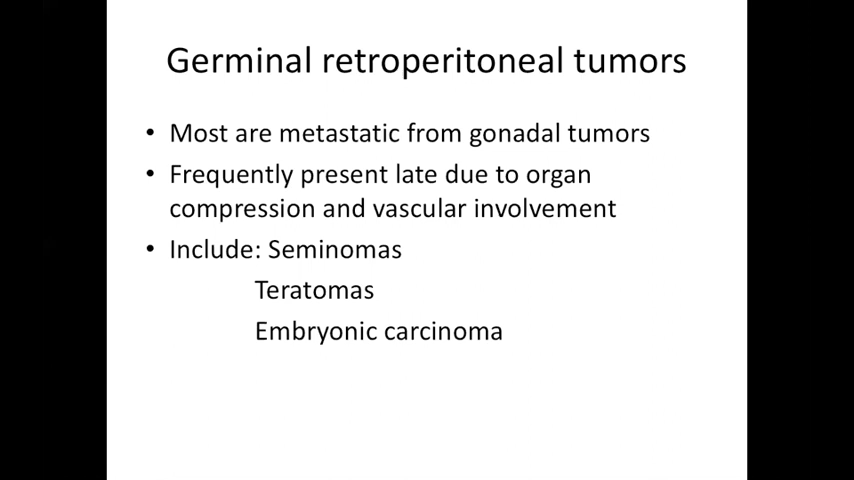 Germinal retroperitoneal tumors
• Most are metastatic from gonadal tumors
• Frequently present late due to organ
compression and vascular involvement
• Include: Seminomas
Teratomas
Embryonic carcinoma